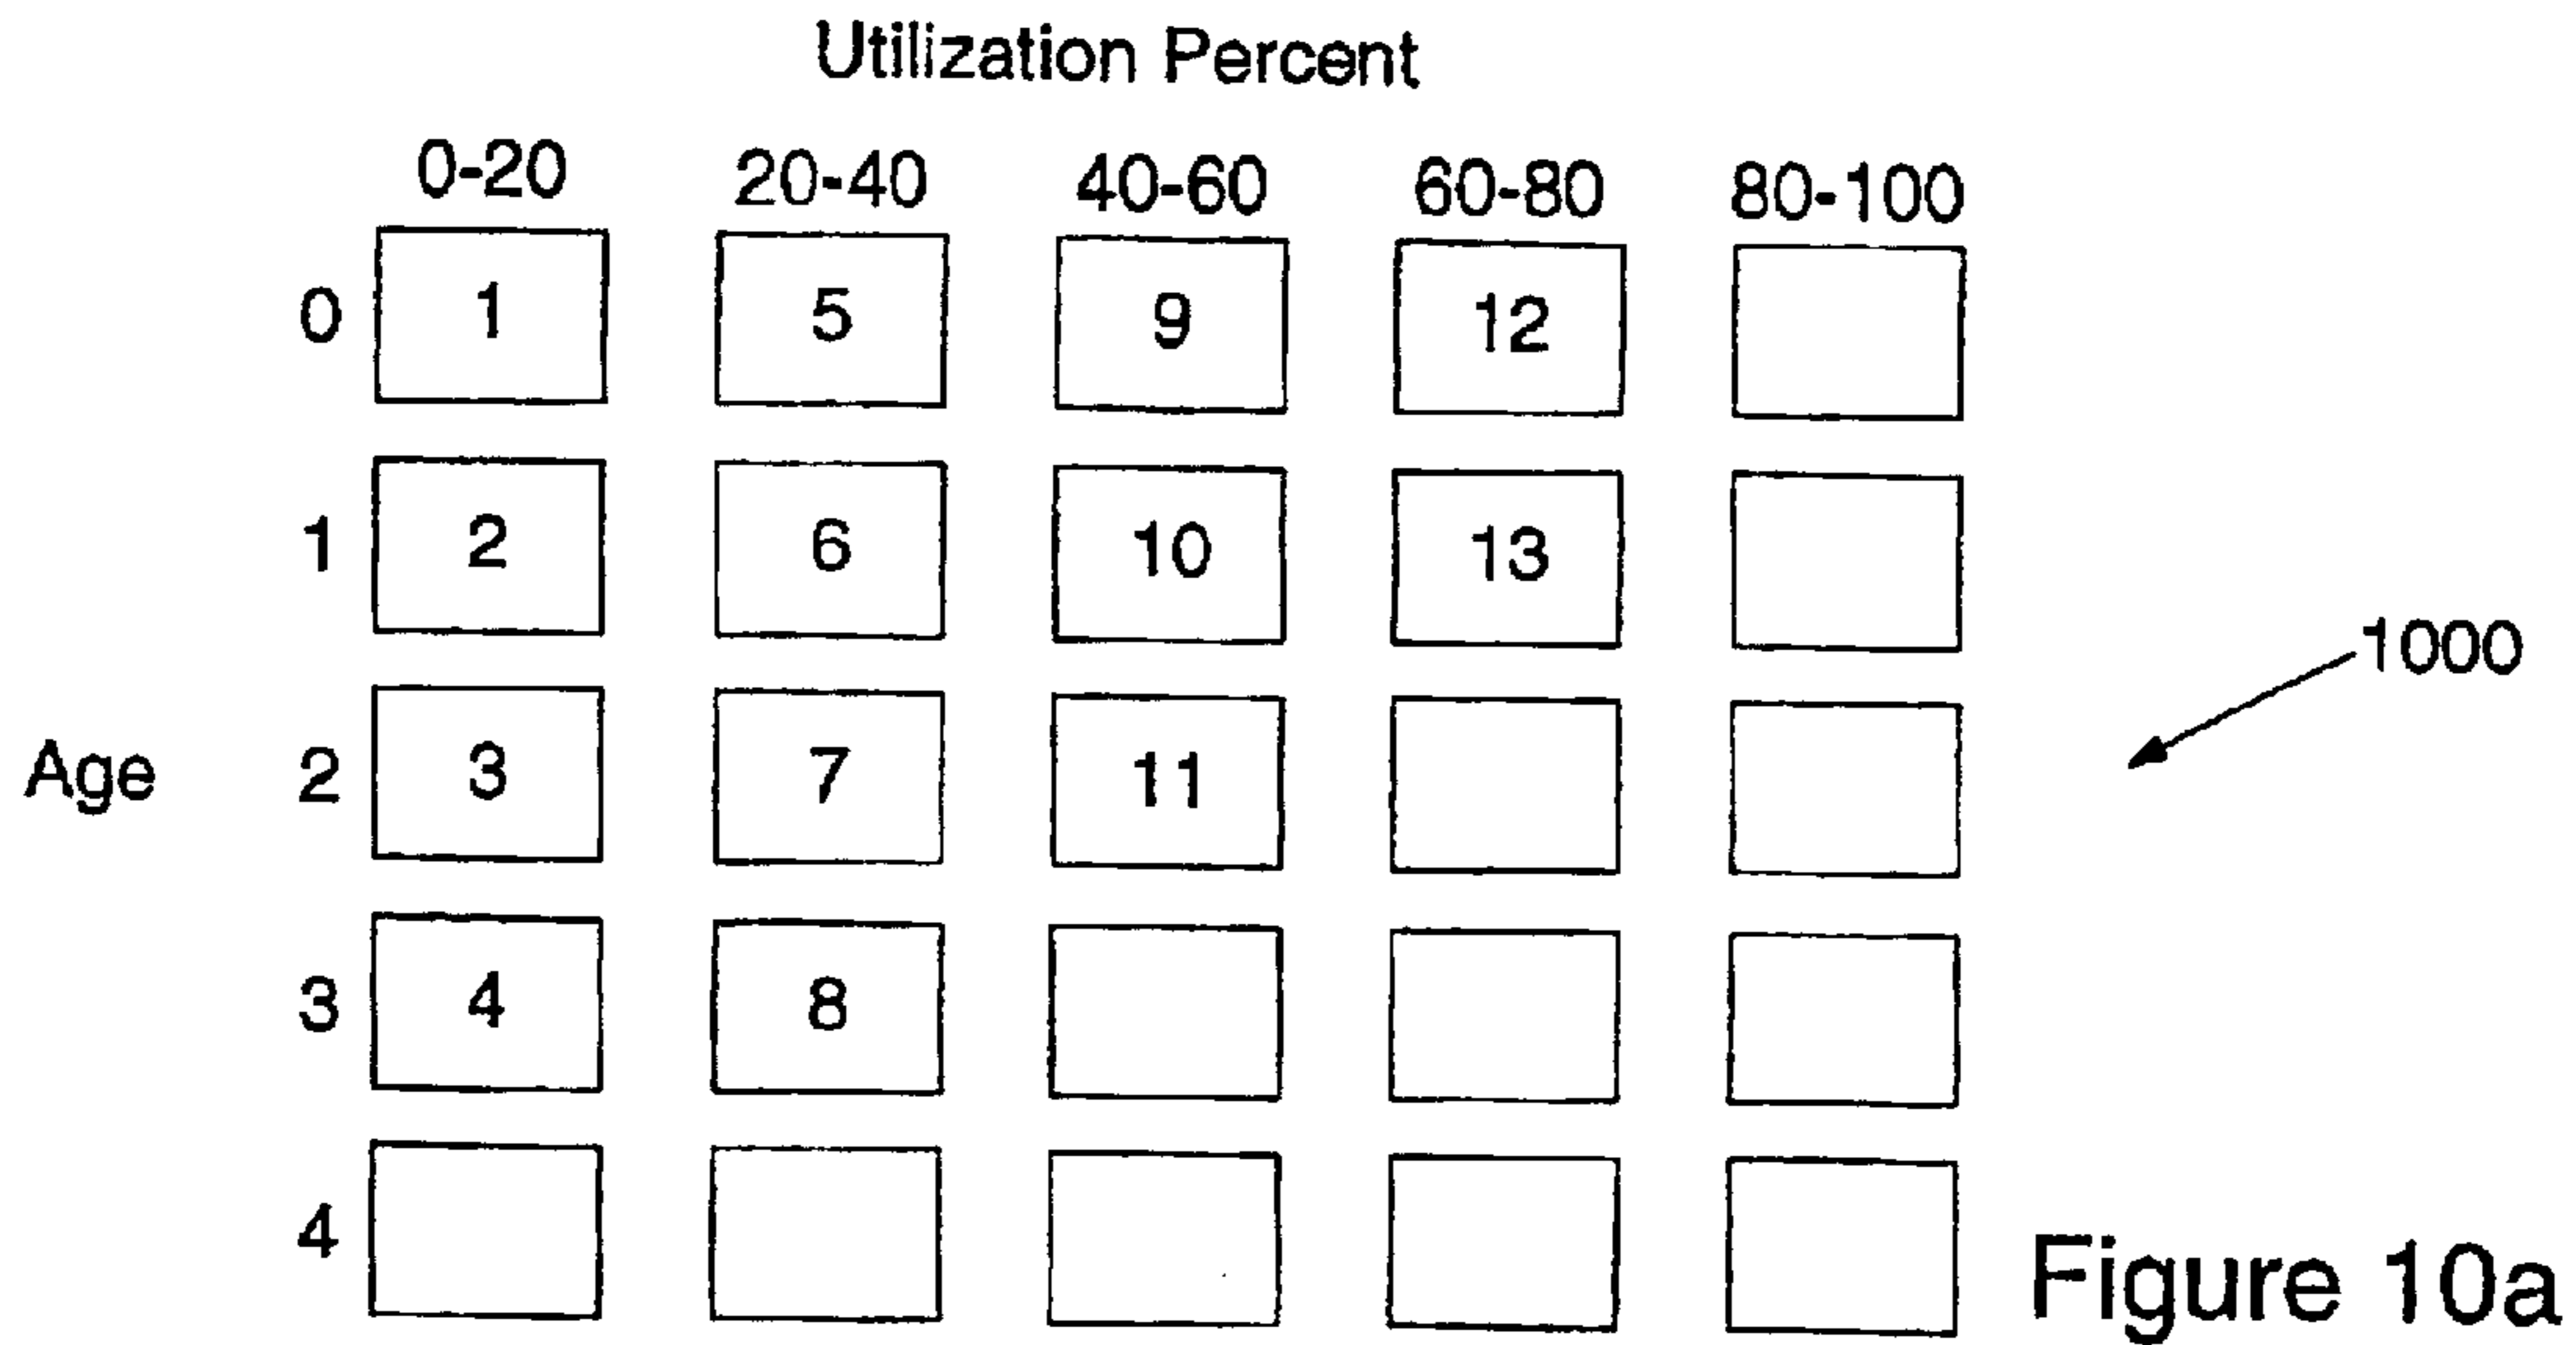 Utilization Percent
0-20 20-40 40-60 60-80 80-100
0 1 5 9 12
1 2 6 10 13
1000
Age 2 3 7 11
3 4 8
4
Figure 10a